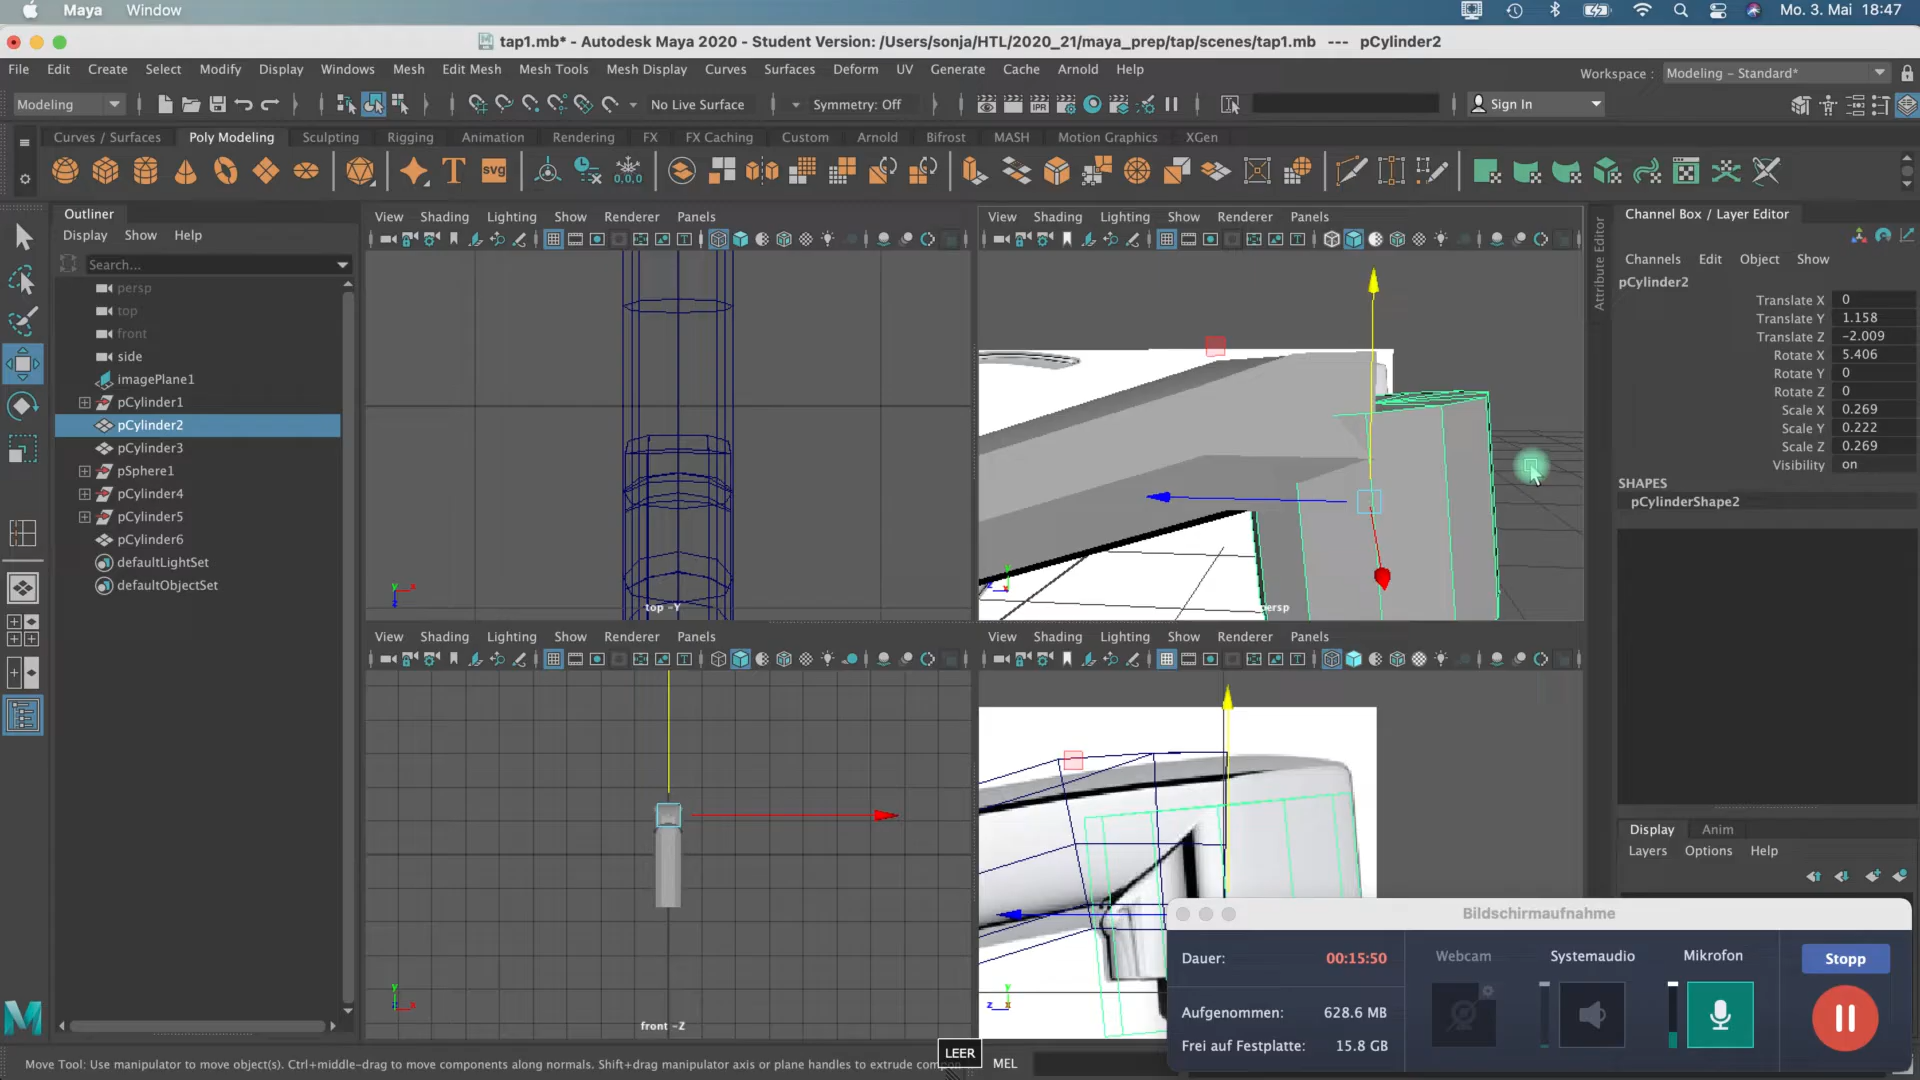 Maya Window Mo. 3. Mai 18:47
tap1.mb* - Autodesk Maya 2020 - Student Version: /Users/sonja/HTL/2020_21/maya_prep/tap/scenes/tap1.mb --- pCylinder2
File Edit Create Select Modify Display Windows Mesh Edit Mesh Mesh Tools Mesh Display Curves Surfaces Deform UV Generate Cache Arnold Help Workspace : Modeling - Standard*
Modeling No Live Surface Symmetry: Off IPR Sign In
Curves / Surfaces Poly Modeling Sculpting Rigging Animation Rendering FX FX Caching Custom Arnold Bifrost MASH Motion Graphics XGen
T svg 0,0,0
Outliner
Display Show Help
Search...
persp
top
front
side
imagePlane1
pCylinder1
pCylinder2
pCylinder3
pSphere1
pCylinder4
pCylinder5
pCylinder6
defaultLightSet
defaultObjectSet
View Shading Lighting Show Renderer Panels
top -Y
View Shading Lighting Show Renderer Panels
persp
View Shading Lighting Show Renderer Panels
front -Z
View Shading Lighting Show Renderer Panels
Attribute Editor
Channel Box / Layer Editor
Channels Edit Object Show
pCylinder2
Translate X 0
Translate Y 1.158
Translate Z -2.009
Rotate X 5.406
Rotate Y 0
Rotate Z 0
Scale X 0.269
Scale Y 0.222
Scale Z 0.269
Visibility on
SHAPES
pCylinderShape2
Display Anim
Layers Options Help
Bildschirmaufnahme
Dauer: 00:15:50
Aufgenommen: 628.6 MB
Frei auf Festplatte: 15.8 GB
Webcam Systemaudio Mikrofon Stopp
Move Tool: Use manipulator to move object(s). Ctrl+middle-drag to move components along normals. Shift+drag manipulator axis or plane handles to extrude
LEER
MEL